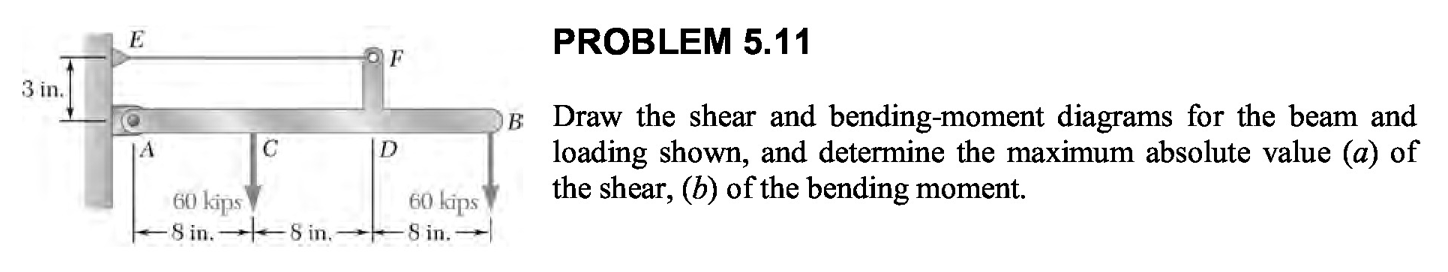 PROBLEM 5.11
Draw the shear and bending-moment diagrams for the beam and
loading shown, and determine the maximum absolute value (a) of
the shear, (b) of the bending moment.
E
F
3 in.
A
C
D
B
60 kips
60 kips
8 in.
8 in.
8 in.